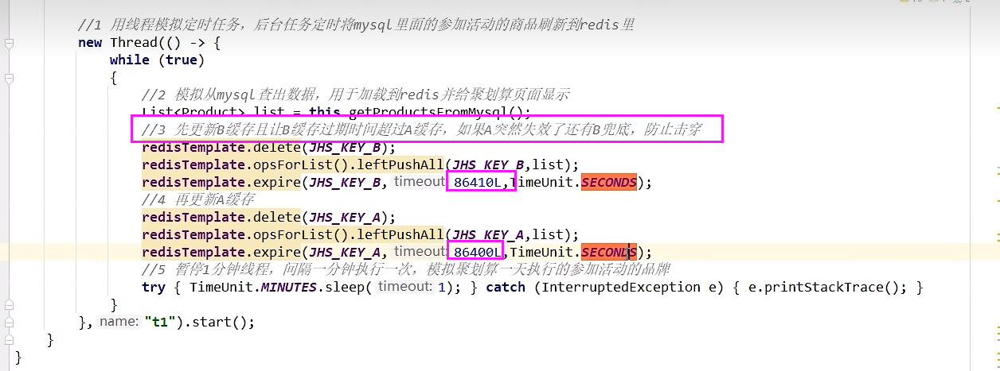 //1 用线程模拟定时任务，后台任务定时将mysql里面的参加活动的商品刷新到redis里
new Thread(() -> {
while (true)
{
//2 模拟从mysql查出数据，用于加载到redis并给聚划算页面显示
List<Product> list = this.getProductsFromMysql();
//3 先更新B缓存且让B缓存过期时间超过A缓存，如果A突然失效了还有B兜底，防止击穿
redisTemplate.delete(JHS_KEY_B);
redisTemplate.opsForList().leftPushAll(JHS_KEY_B,list);
redisTemplate.expire(JHS_KEY_B, timeout: 86410L,TimeUnit.SECONDS);
//4 再更新A缓存
redisTemplate.delete(JHS_KEY_A);
redisTemplate.opsForList().leftPushAll(JHS_KEY_A,list);
redisTemplate.expire(JHS_KEY_A, timeout: 86400L,TimeUnit.SECONDS);
//5 暂停1分钟线程，间隔一分钟执行一次，模拟聚划算一天执行的参加活动的品牌
try { TimeUnit.MINUTES.sleep( timeout: 1); } catch (InterruptedException e) { e.printStackTrace(); }
}
}, name: "t1").start();
}
}